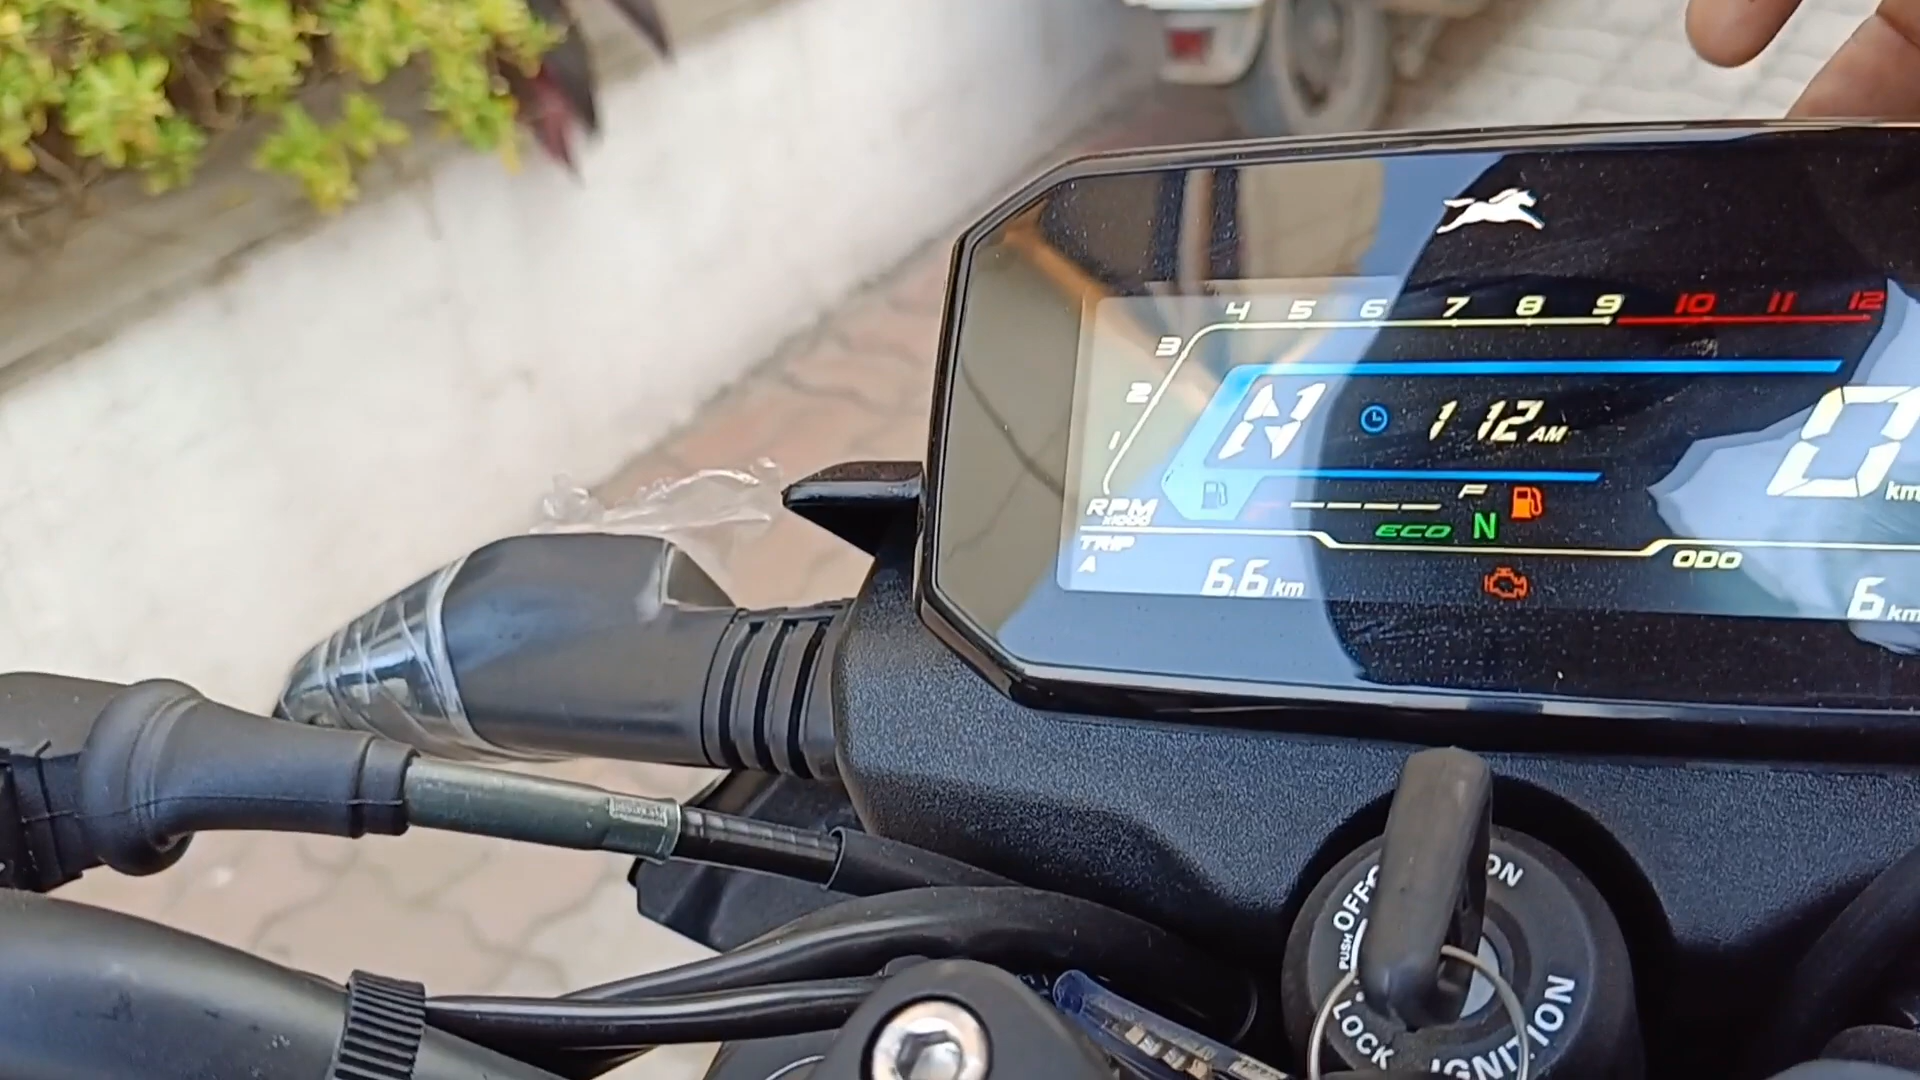 4 5 6 7 8 9 10 11 12
3
2
1
N 1 12 AM
0 km
RPM
x1000
F
ECO N
TRIP
A
6.6 km
ODO
6 km
OFF
ON
PUSH
LOCK
IGNITION